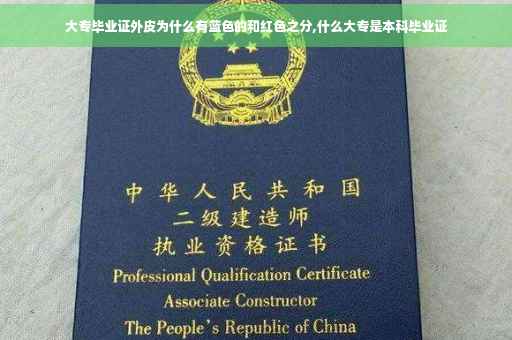 大专毕业证外皮为什么有蓝色的和红色之分,什么大专是本科毕业证
中华人民共和国
二级建造师
执业资格证书
Professional Qualification Certificate
Associate Constructor
The People's Republic of China